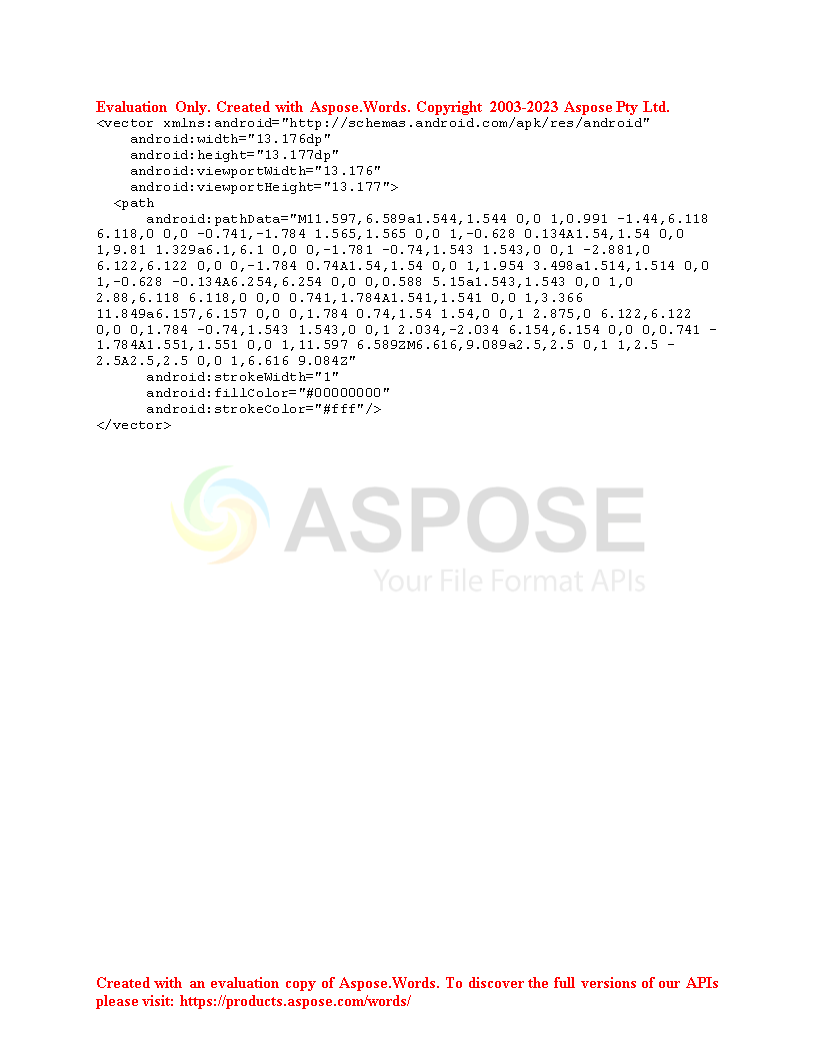 Evaluation Only. Created with Aspose.Words. Copyright 2003-2023 Aspose Pty Ltd.
<vector xmlns:android="http://schemas.android.com/apk/res/android"
    android:width="13.176dp"
    android:height="13.177dp"
    android:viewportWidth="13.176"
    android:viewportHeight="13.177">
  <path
      android:pathData="M11.597,6.589a1.544,1.544 0,0 1,0.991 -1.44,6.118
6.118,0 0,0 -0.741,-1.784 1.565,1.565 0,0 1,-0.628 0.134A1.54,1.54 0,0
1,9.81 1.329a6.1,6.1 0,0 0,-1.781 -0.74,1.543 1.543,0 0,1 -2.881,0
6.122,6.122 0,0 0,-1.784 0.74A1.54,1.54 0,0 1,1.954 3.498a1.514,1.514 0,0
1,-0.628 -0.134A6.254,6.254 0,0 0,0.588 5.15a1.543,1.543 0,0 1,0
2.88,6.118 6.118,0 0,0 0.741,1.784A1.541,1.541 0,0 1,3.366
11.849a6.157,6.157 0,0 0,1.784 0.74,1.54 1.54,0 0,1 2.875,0 6.122,6.122
0,0 0,1.784 -0.74,1.543 1.543,0 0,1 2.034,-2.034 6.154,6.154 0,0 0,0.741 -
1.784A1.551,1.551 0,0 1,11.597 6.589ZM6.616,9.089a2.5,2.5 0,1 1,2.5 -
2.5A2.5,2.5 0,0 1,6.616 9.084Z"
      android:strokeWidth="1"
      android:fillColor="#00000000"
      android:strokeColor="#fff"/>
</vector>
ASPOSE
Your File Format APIs
Created with an evaluation copy of Aspose.Words. To discover the full versions of our APIs
please visit: https://products.aspose.com/words/